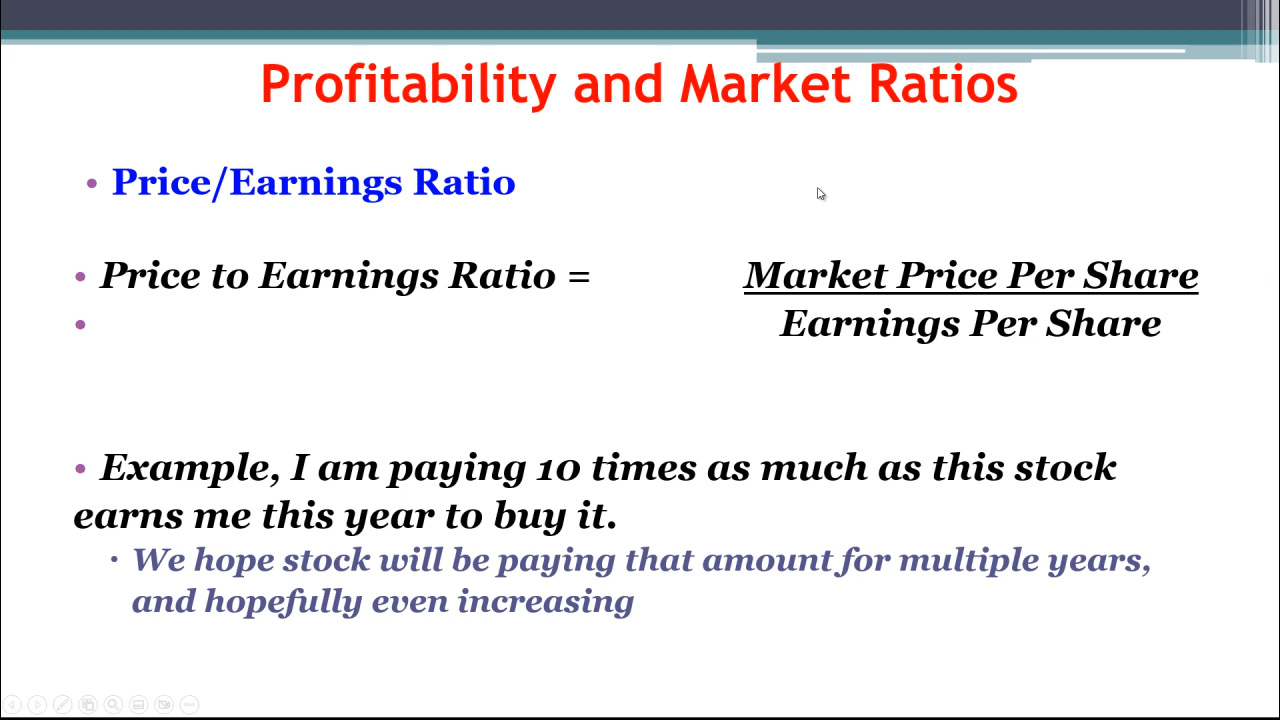 Profitability and Market Ratios
• Price/Earnings Ratio
• Price to Earnings Ratio = Market Price Per Share
• Earnings Per Share
• Example, I am paying 10 times as much as this stock
earns me this year to buy it.
· We hope stock will be paying that amount for multiple years,
and hopefully even increasing